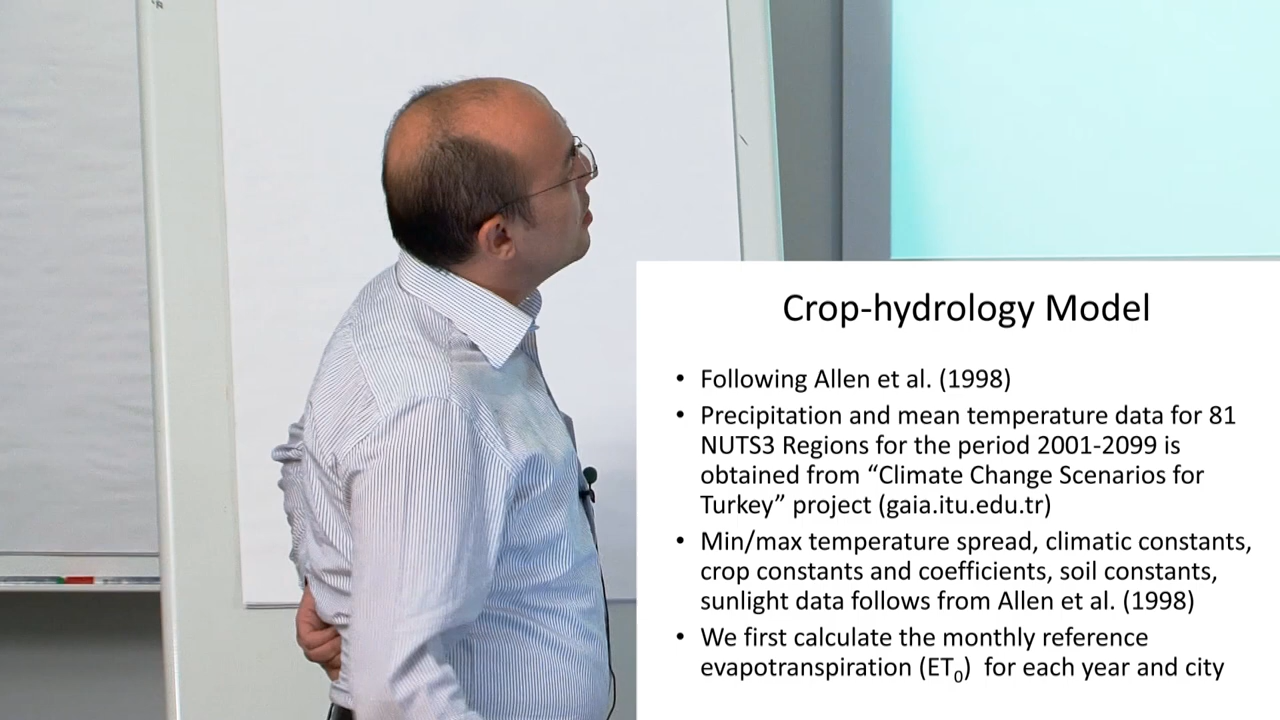 Crop-hydrology Model
• Following Allen et al. (1998)
• Precipitation and mean temperature data for 81
NUTS3 Regions for the period 2001-2099 is
obtained from “Climate Change Scenarios for
Turkey” project (gaia.itu.edu.tr)
• Min/max temperature spread, climatic constants,
crop constants and coefficients, soil constants,
sunlight data follows from Allen et al. (1998)
• We first calculate the monthly reference
evapotranspiration (ET₀)  for each year and city